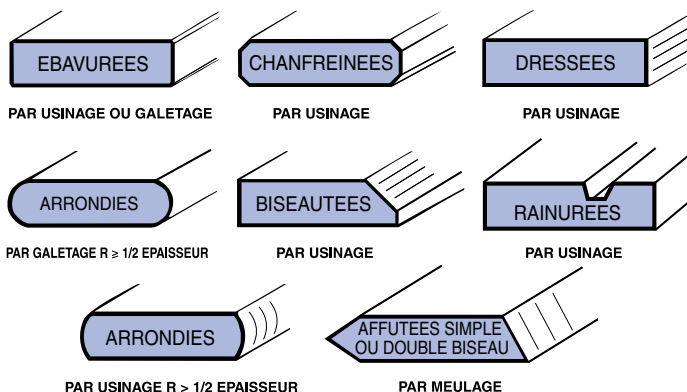 EBAVUREES
CHANFREINEES
DRESSEES
PAR USINAGE OU GALETAGE
PAR USINAGE
PAR USINAGE
ARRONDIES
BISEAUTEES
RAINUREES
PAR GALETAGE R ≥ 1/2 EPAISSEUR
PAR USINAGE
PAR USINAGE
ARRONDIES
AFFUTEES SIMPLE
OU DOUBLE BISEAU
PAR USINAGE R > 1/2 EPAISSEUR
PAR MEULAGE